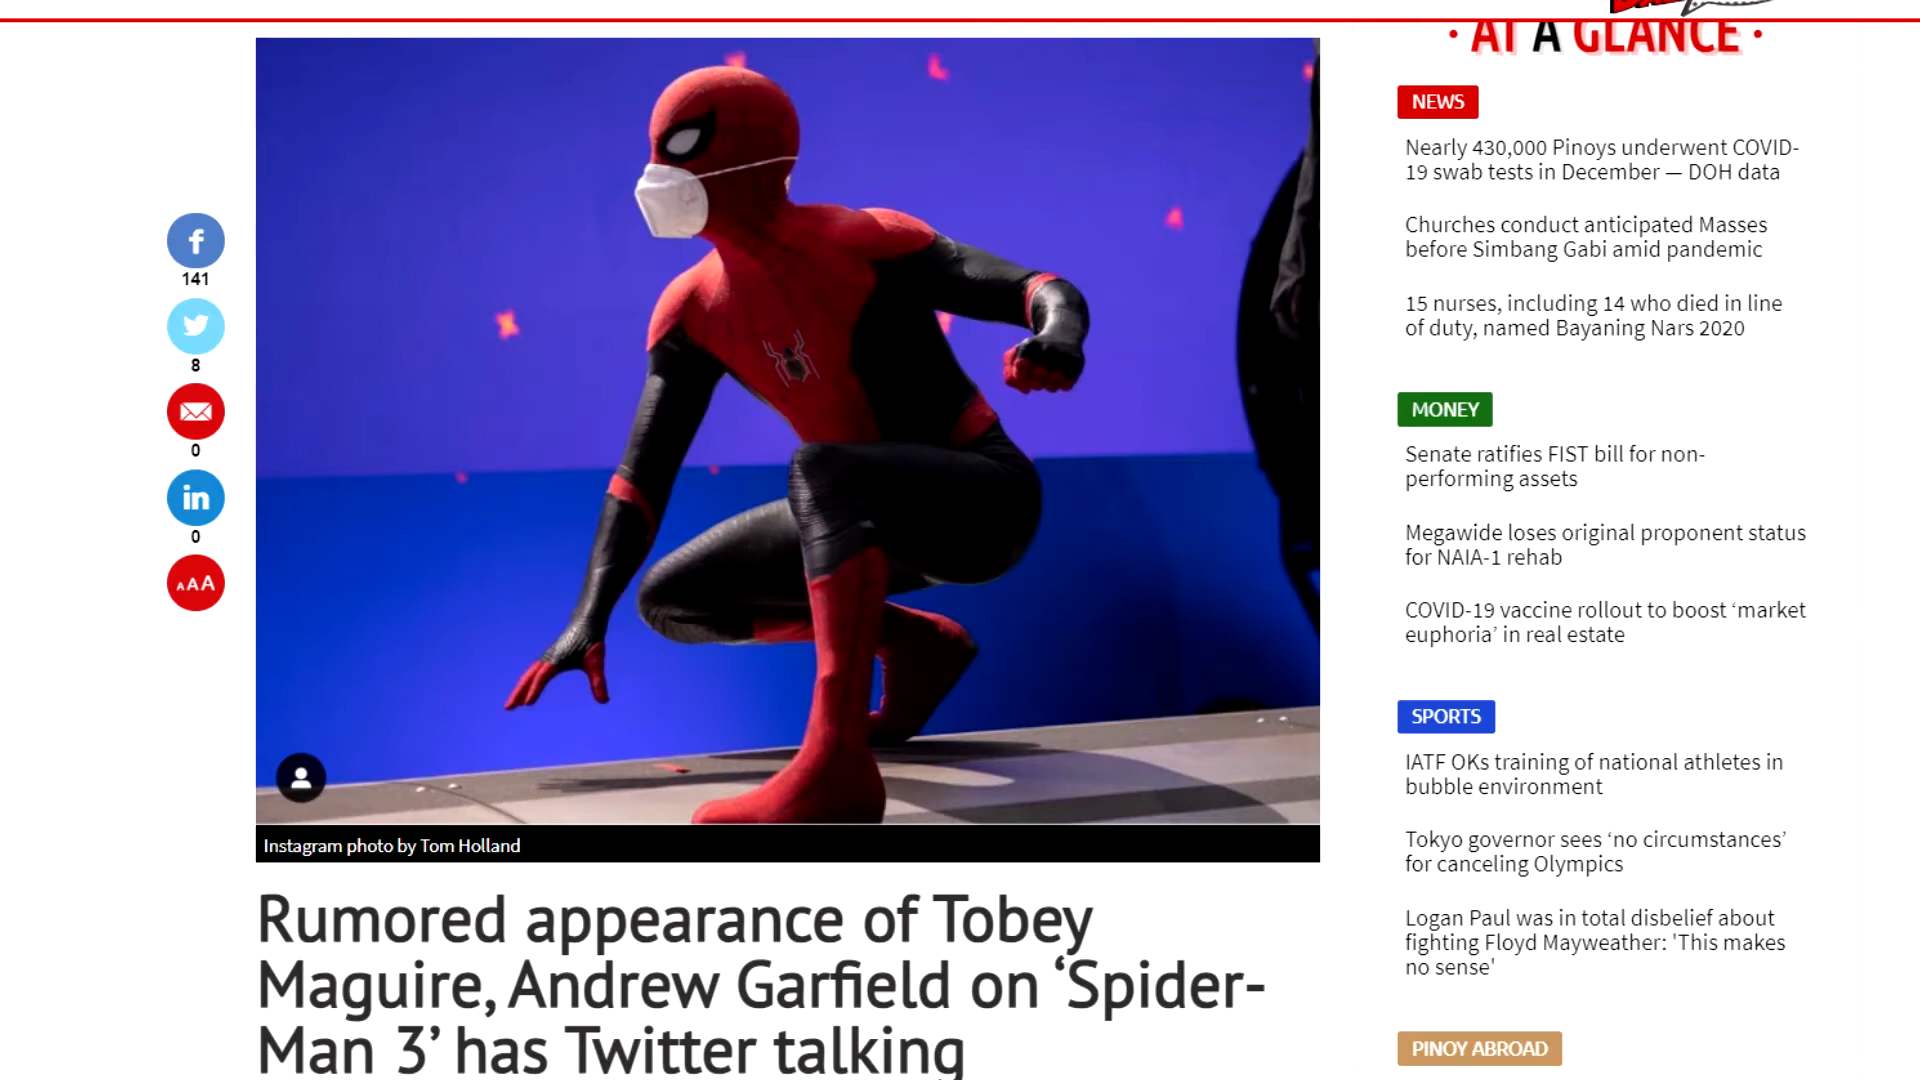 · AT A GLANCE ·
f
141
8
0
in
0
AAA
Instagram photo by Tom Holland
Rumored appearance of Tobey
Maguire, Andrew Garfield on ‘Spider-
Man 3’ has Twitter talking
NEWS
Nearly 430,000 Pinoys underwent COVID-
19 swab tests in December — DOH data
Churches conduct anticipated Masses
before Simbang Gabi amid pandemic
15 nurses, including 14 who died in line
of duty, named Bayaning Nars 2020
MONEY
Senate ratifies FIST bill for non-
performing assets
Megawide loses original proponent status
for NAIA-1 rehab
COVID-19 vaccine rollout to boost ‘market
euphoria’ in real estate
SPORTS
IATF OKs training of national athletes in
bubble environment
Tokyo governor sees ‘no circumstances’
for canceling Olympics
Logan Paul was in total disbelief about
fighting Floyd Mayweather: 'This makes
no sense'
PINOY ABROAD